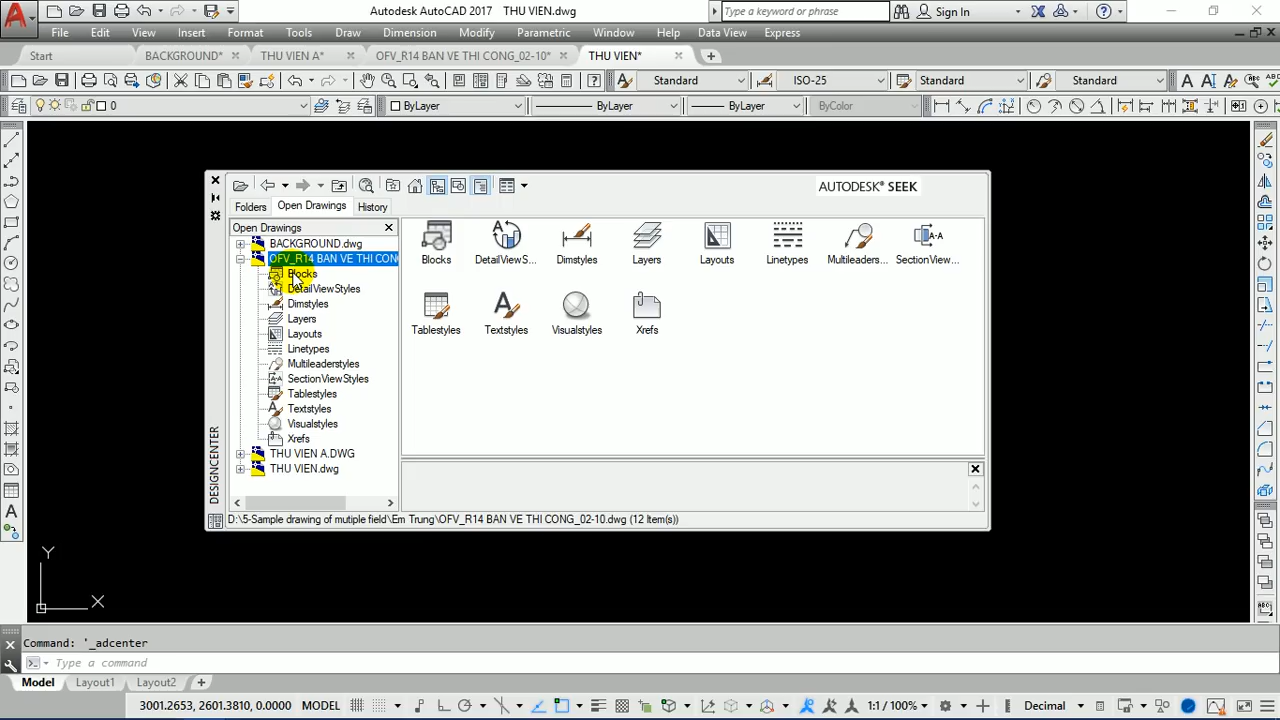 Autodesk AutoCAD 2017 THU VIEN.dwg
Type a keyword or phrase
Sign In
File Edit View Insert Format Tools Draw Dimension Modify Parametric Window Help Data View Express
Start BACKGROUND* THU VIEN A* OFV_R14 BAN VE THI CONG_02-10* THU VIEN*
Standard ISO-25 Standard Standard
0 ByLayer ByLayer ByLayer ByColor
AUTODESK® SEEK
Folders Open Drawings History
Open Drawings
BACKGROUND.dwg
OFV_R14 BAN VE THI CON
Blocks
DetailViewStyles
Dimstyles
Layers
Layouts
Linetypes
Multileaderstyles
SectionViewStyles
Tablestyles
Textstyles
Visualstyles
Xrefs
THU VIEN A.DWG
THU VIEN.dwg
Blocks DetailViewS... Dimstyles Layers Layouts Linetypes Multileaders... SectionView...
Tablestyles Textstyles Visualstyles Xrefs
DESIGNCENTER
D:\5-Sample drawing of mutiple field\Em Trung\OFV_R14 BAN VE THI CONG_02-10.dwg (12 Item(s))
Y
X
Command: '_adcenter
Type a command
Model Layout1 Layout2
3001.2653, 2601.3810, 0.0000 MODEL 1:1 / 100% Decimal